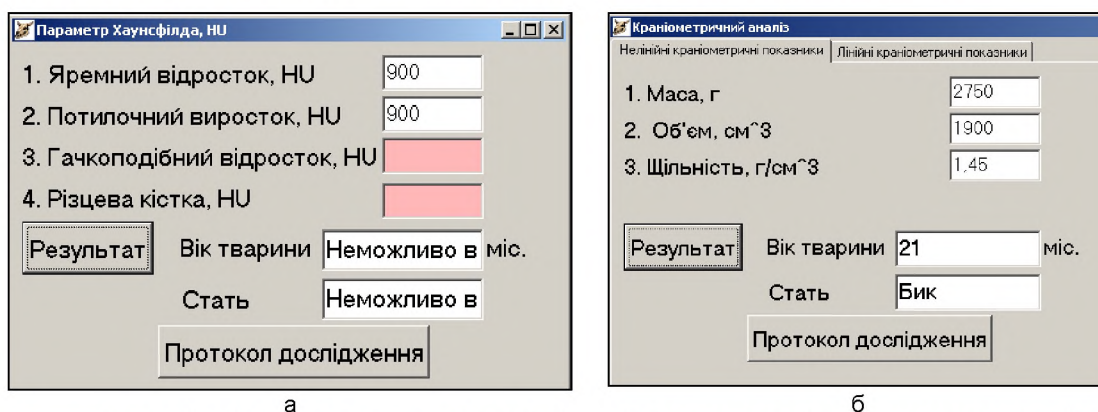 Параметр Хаунсфілда, HU
1. Яремний відросток, HU 900
2. Потилочний виросток, HU 900
3. Гачкоподібний відросток, HU
4. Різцева кістка, HU
Результат Вік тварини Неможливо в міс.
Стать Неможливо в
Протокол дослідження
а
Краніометричний аналіз
Нелінійні краніометричні показники Лінійні краніометричні показники
1. Маса, г 2750
2. Об'єм, см^3 1900
3. Щільність, г/см^3 1,45
Результат Вік тварини 21 міс.
Стать Бик
Протокол дослідження
б